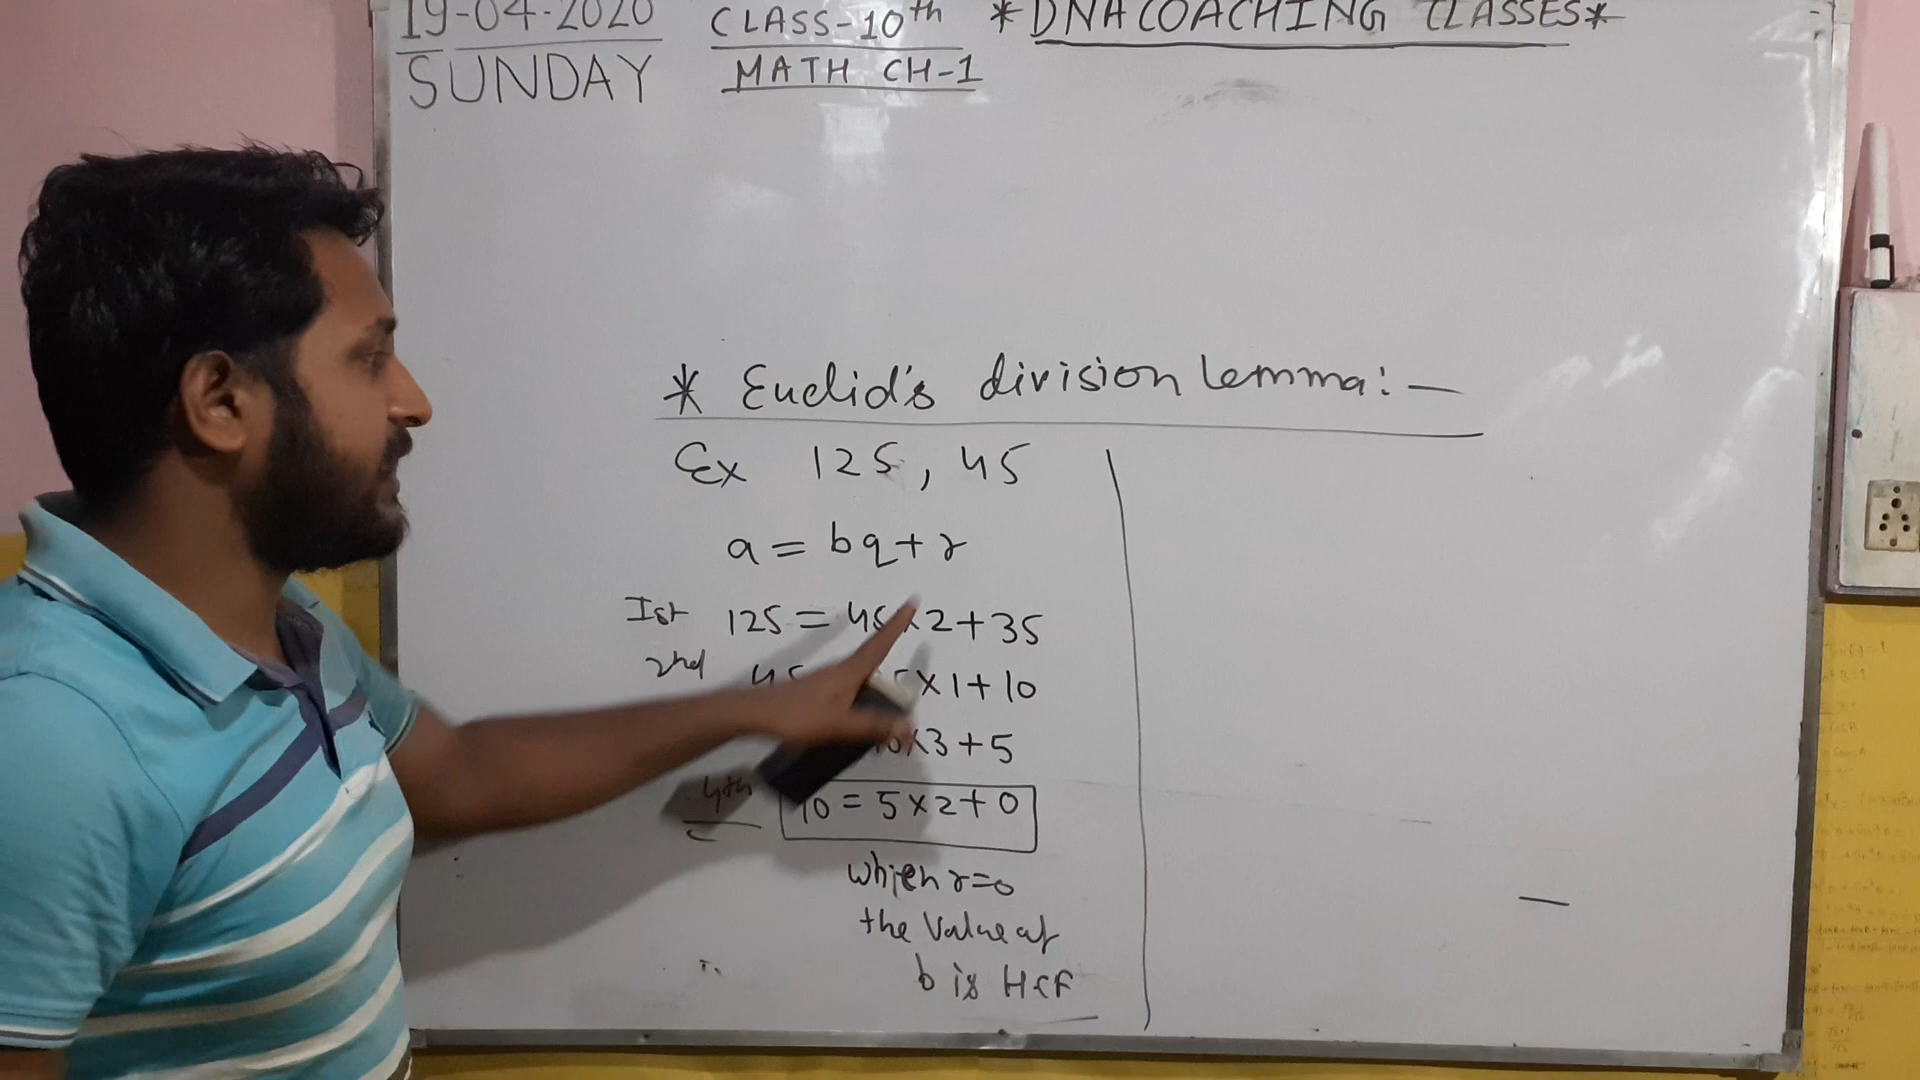 19-04-2020 CLASS-10th *DNA COACHING CLASSES*
SUNDAY MATH CH-1
* Euclid's division lemma:—
Ex 125, 45
a = bq+r
Ist 125 = 45×2+35
2nd 45 ×1+10
10×3+5
4th 10 = 5×2+0
when r=0
the value of
b is HCF